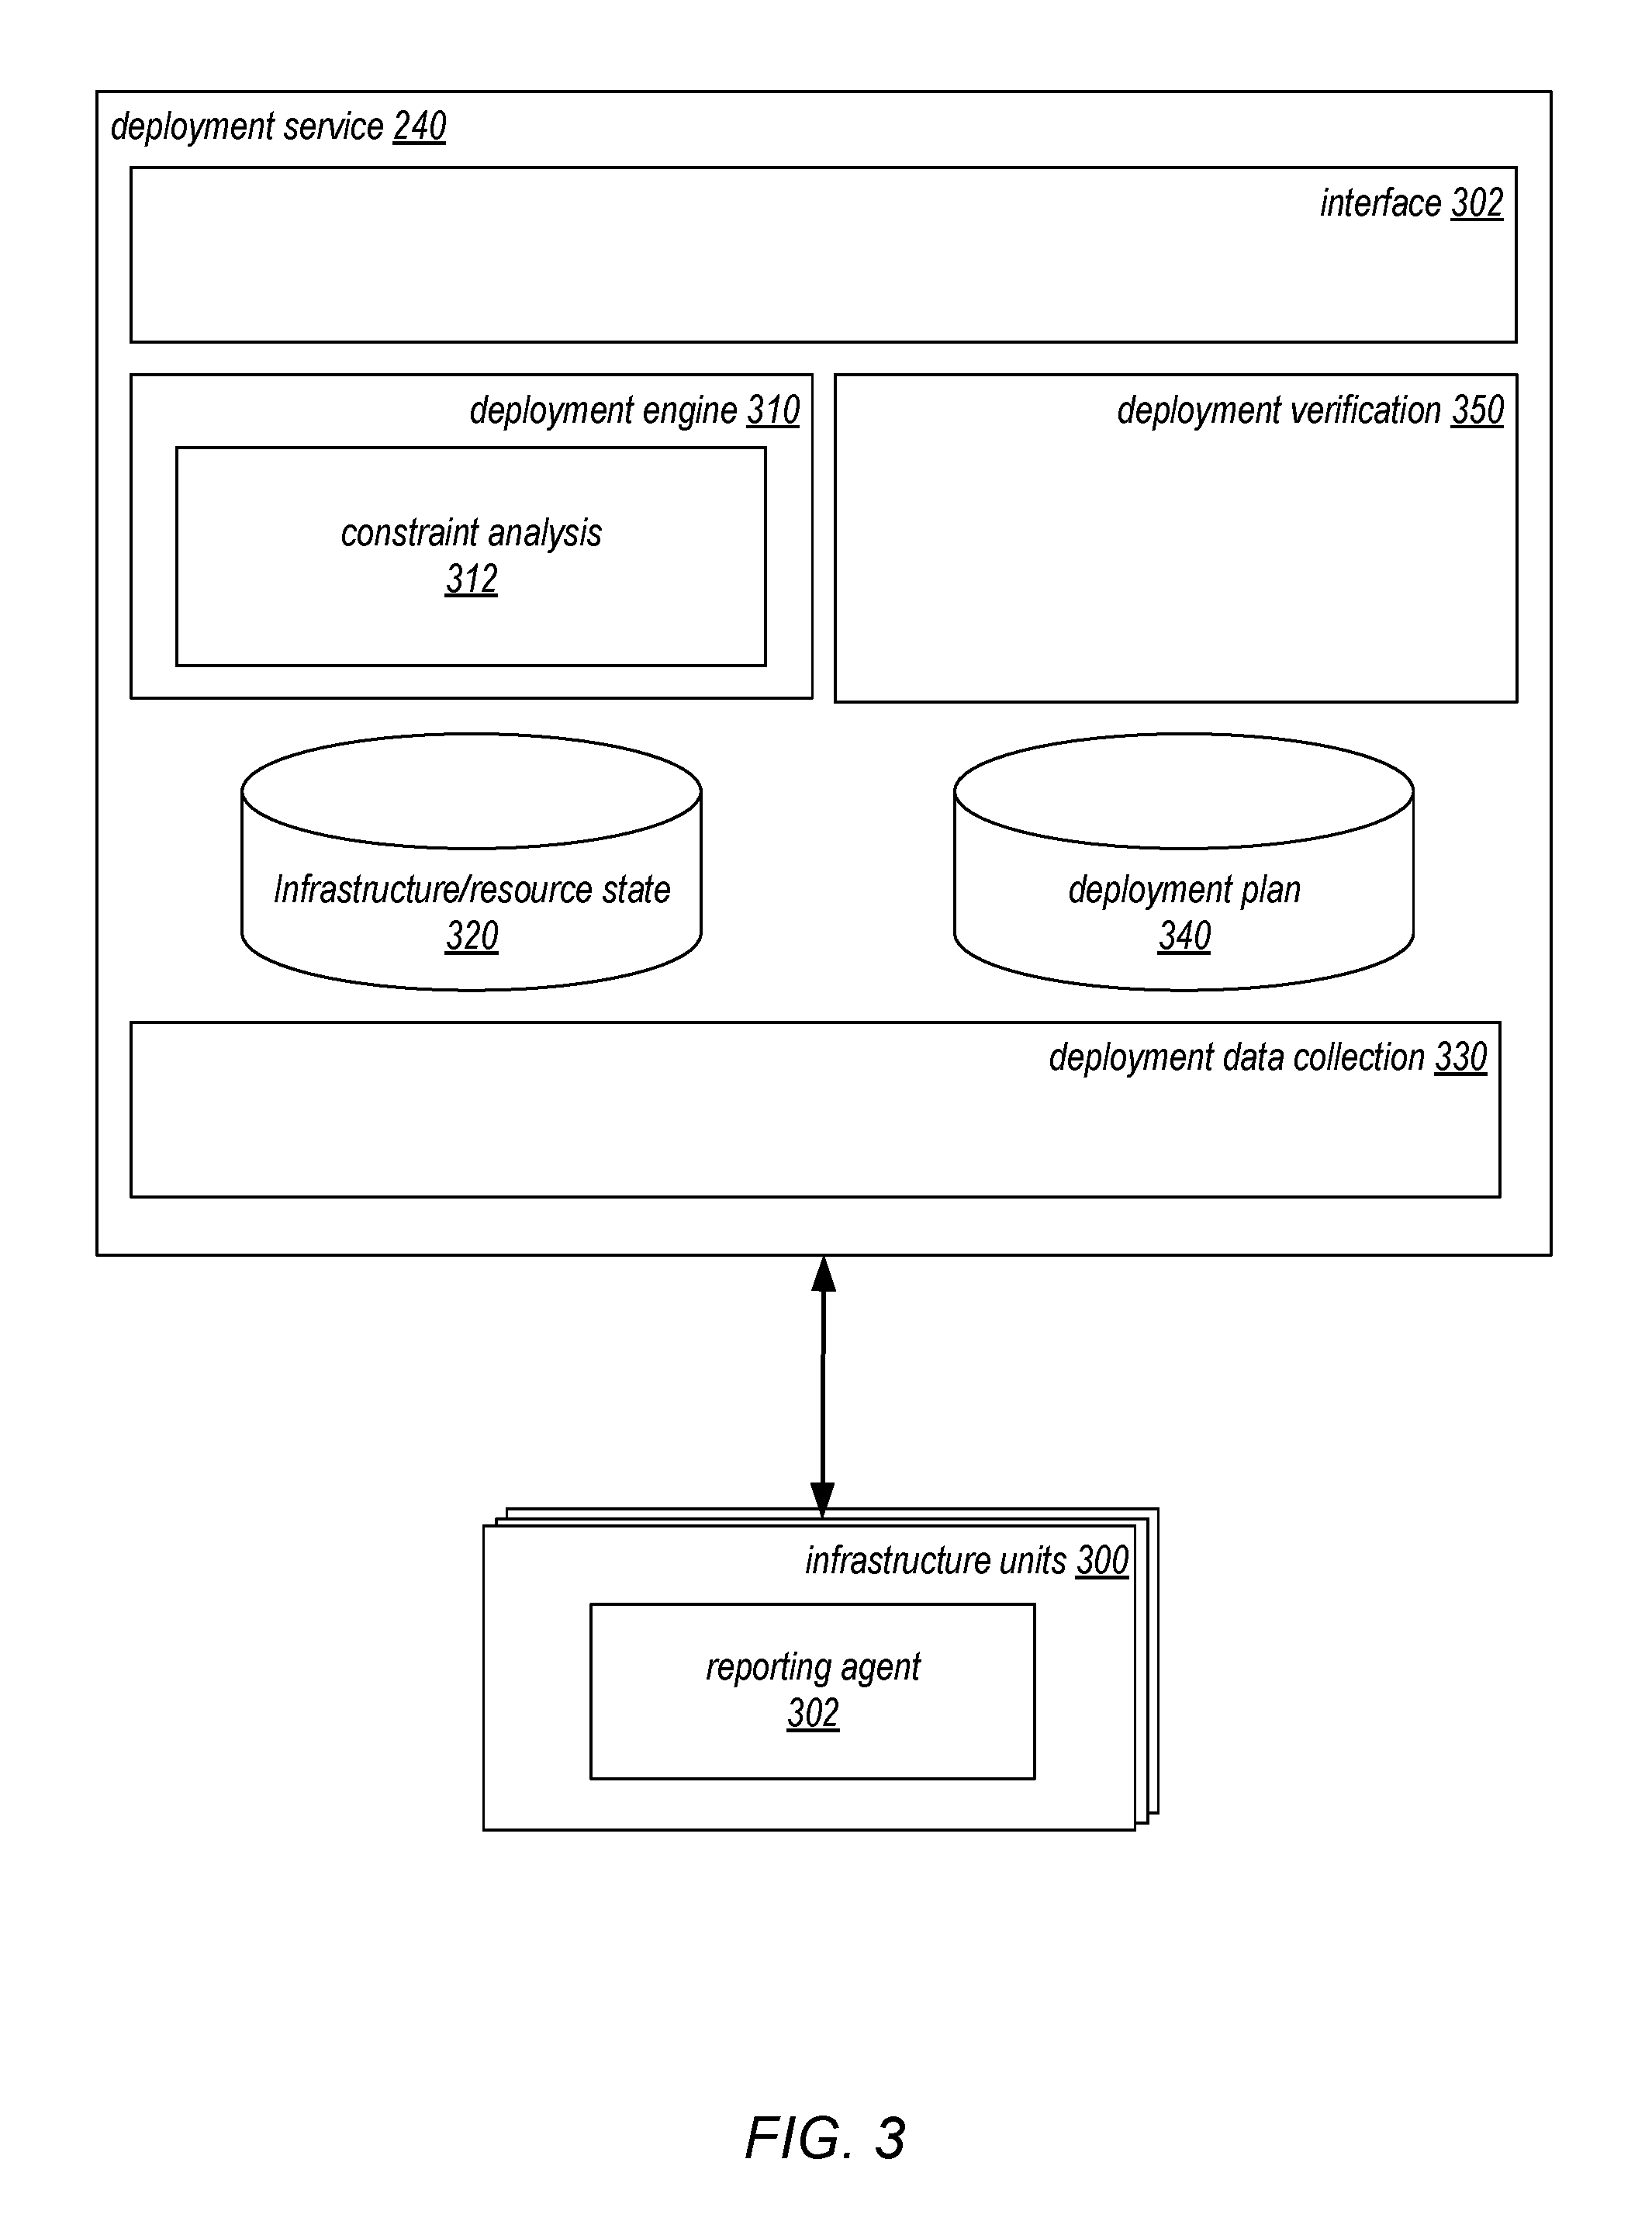 deployment service 240
interface 302
deployment engine 310
constraint analysis
312
deployment verification 350
Infrastructure/resource state
320
deployment plan
340
deployment data collection 330
infrastructure units 300
reporting agent
302
FIG. 3